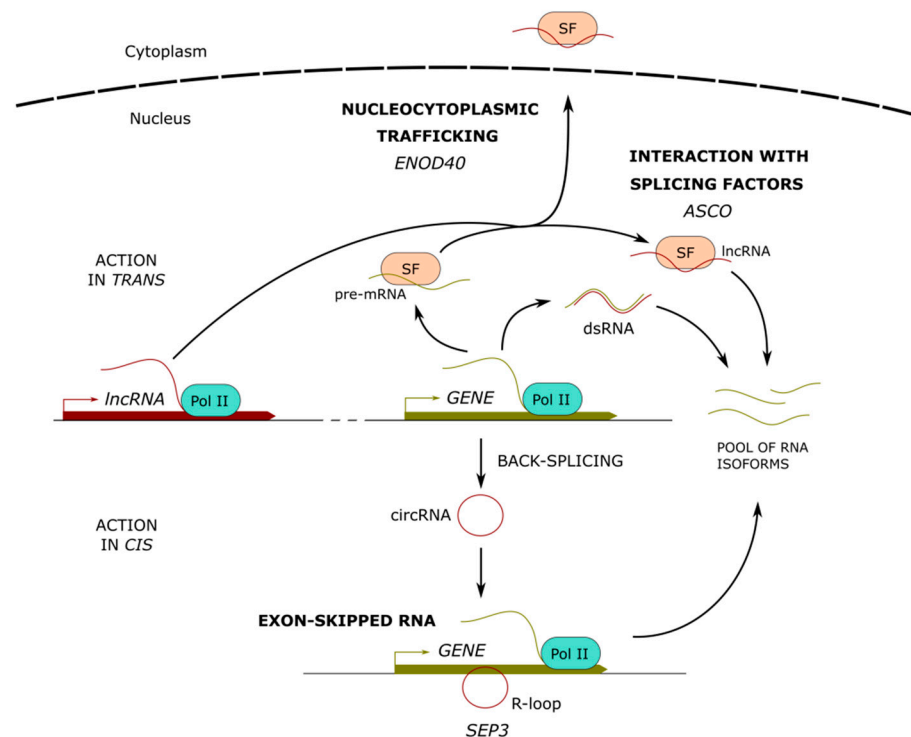 SF
Cytoplasm
Nucleus
NUCLEOCYTOPLASMIC
TRAFFICKING
ENOD40
INTERACTION WITH
SPLICING FACTORS
ASCO
ACTION
IN TRANS
SF
pre-mRNA
SF
lncRNA
dsRNA
lncRNA
Pol II
GENE
Pol II
POOL OF RNA
ISOFORMS
BACK-SPLICING
circRNA
ACTION
IN CIS
EXON-SKIPPED RNA
GENE
Pol II
R-loop
SEP3